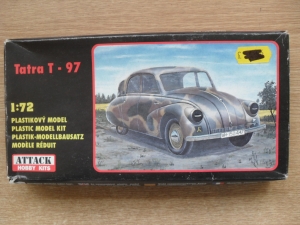 Tatra T - 97
1:72
PLASTIKOVÝ MODEL
PLASTIC MODEL KIT
PLASTIK-MODELLBAUSATZ
MODÈLE RÉDUIT
ATTACK
HOBBY KITS